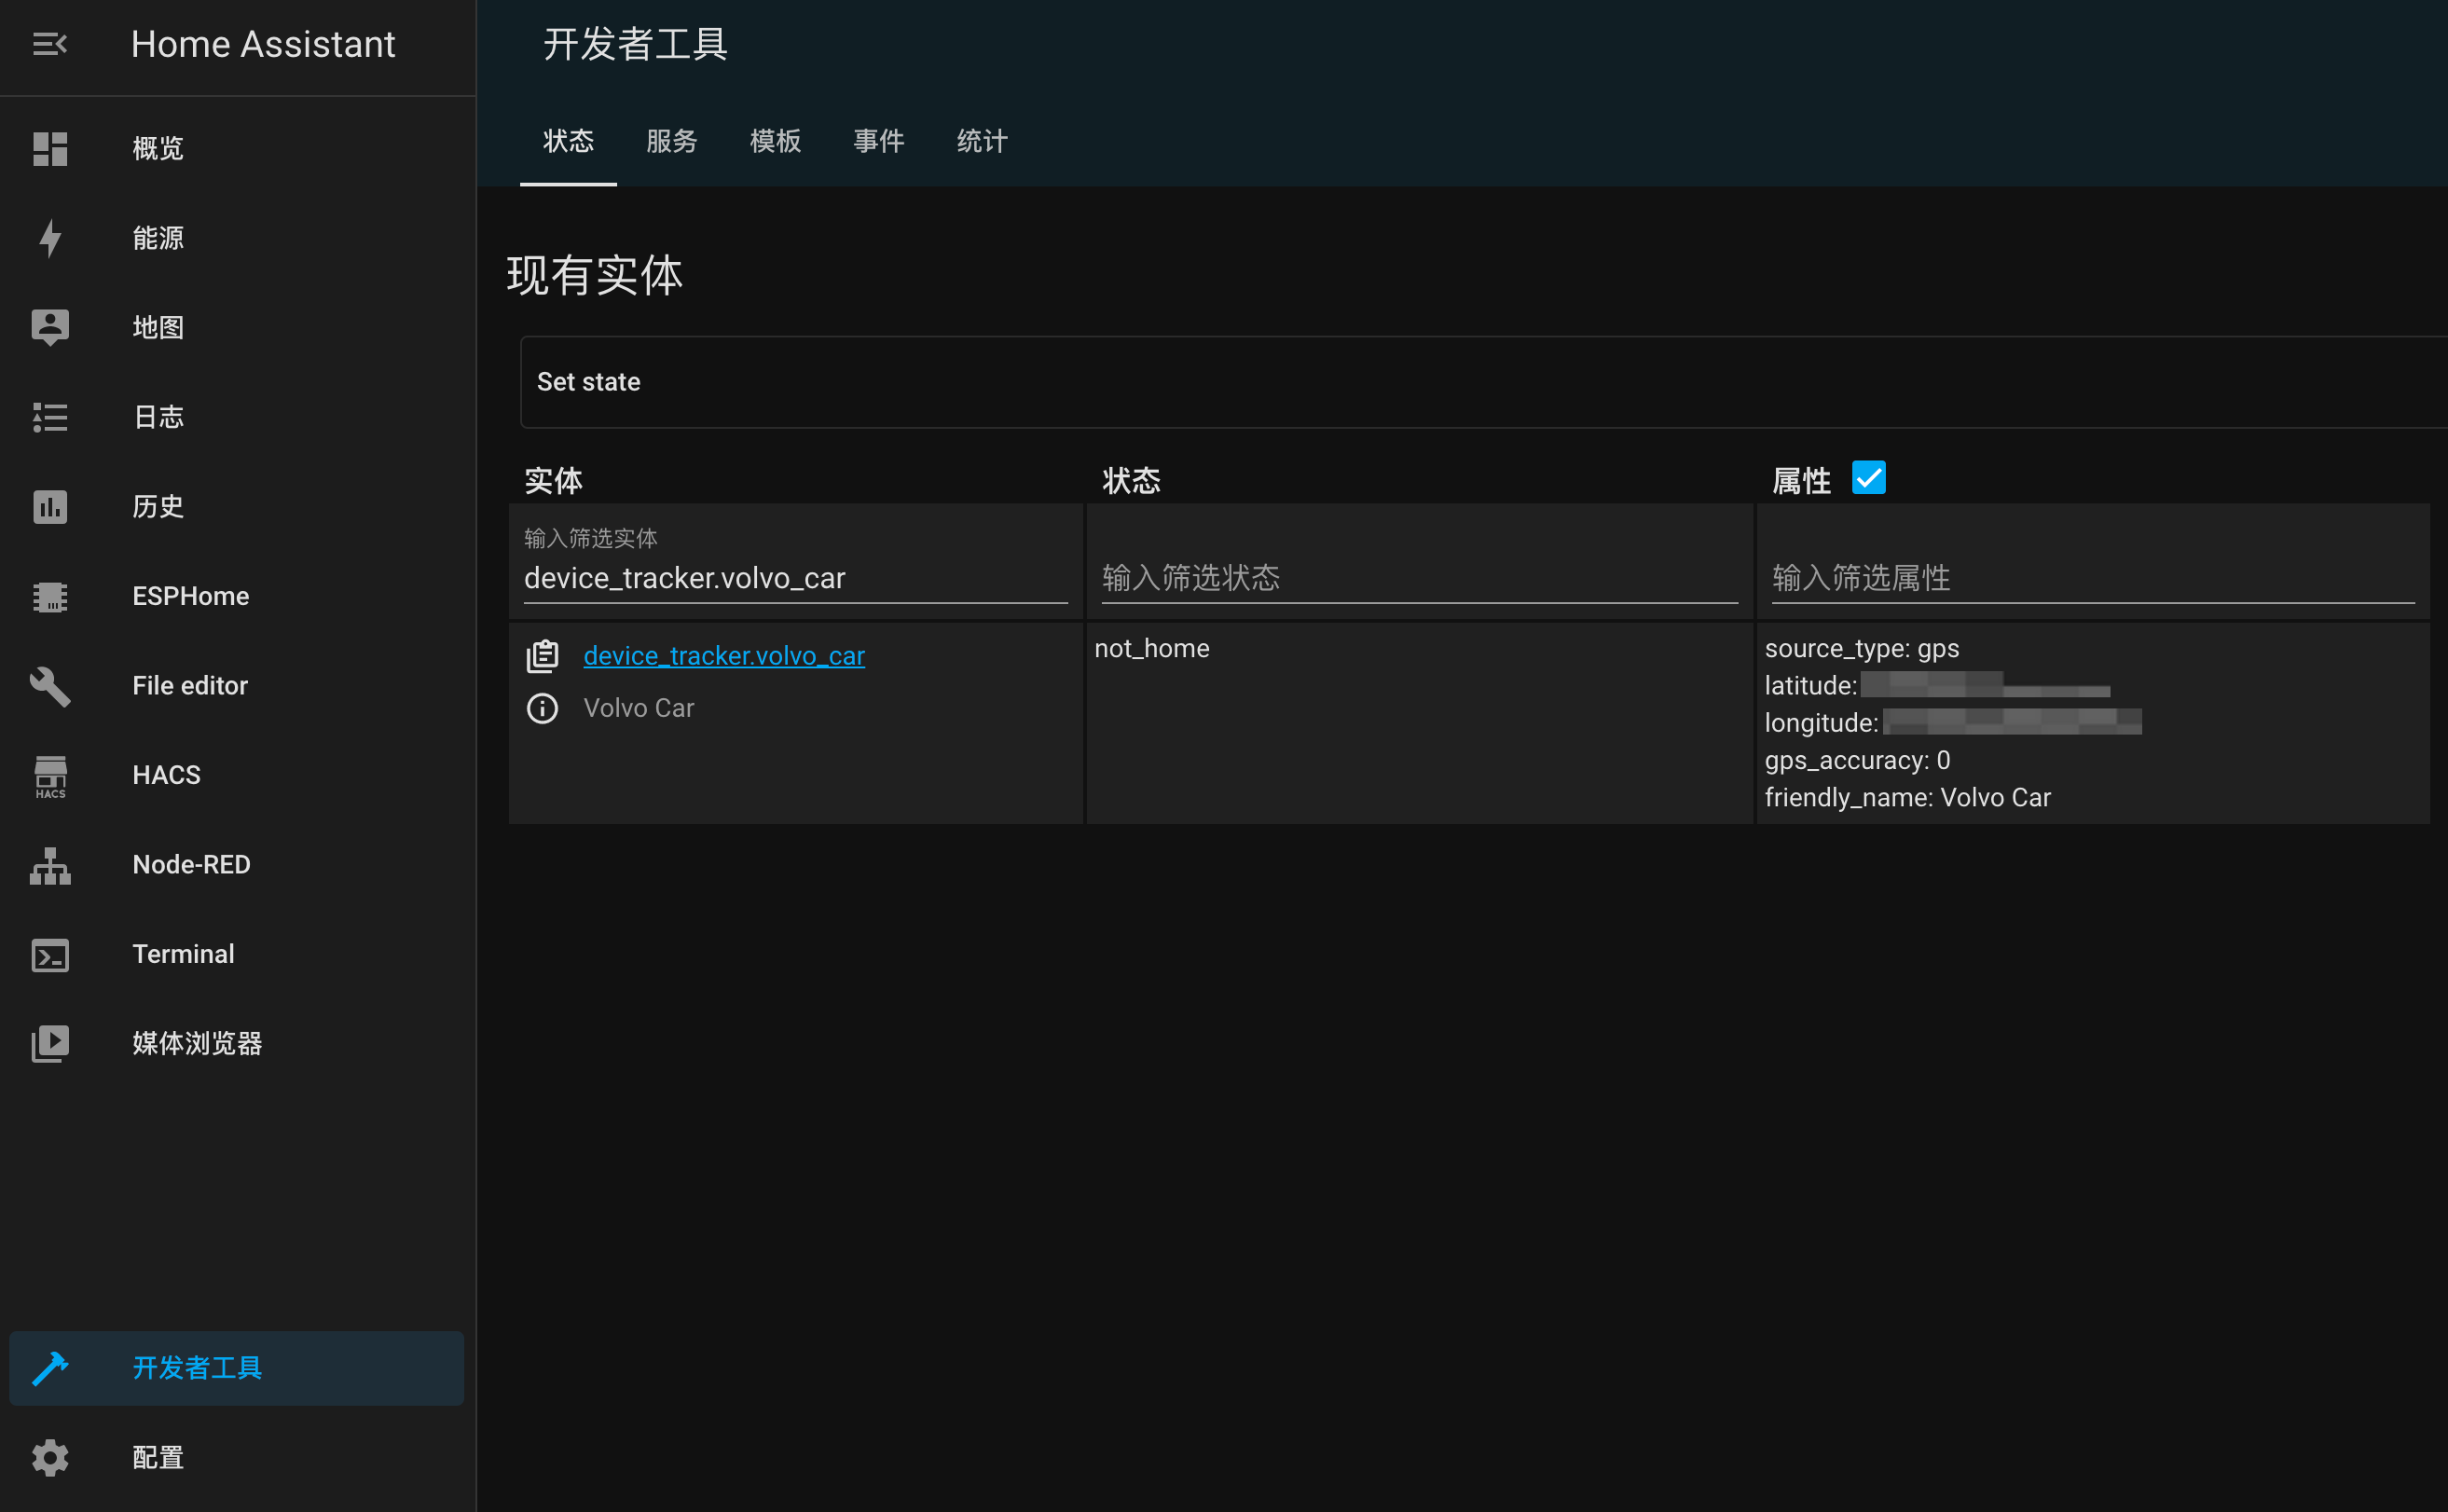 Home Assistant
概览
能源
地图
日志
历史
ESPHome
File editor
HACS
HACS
Node-RED
Terminal
媒体浏览器
开发者工具
配置
开发者工具
状态 服务 模板 事件 统计
现有实体
Set state
实体 状态 属性
输入筛选实体
device_tracker.volvo_car 输入筛选状态 输入筛选属性
device_tracker.volvo_car
Volvo Car
not_home
source_type: gps
latitude:
longitude:
gps_accuracy: 0
friendly_name: Volvo Car